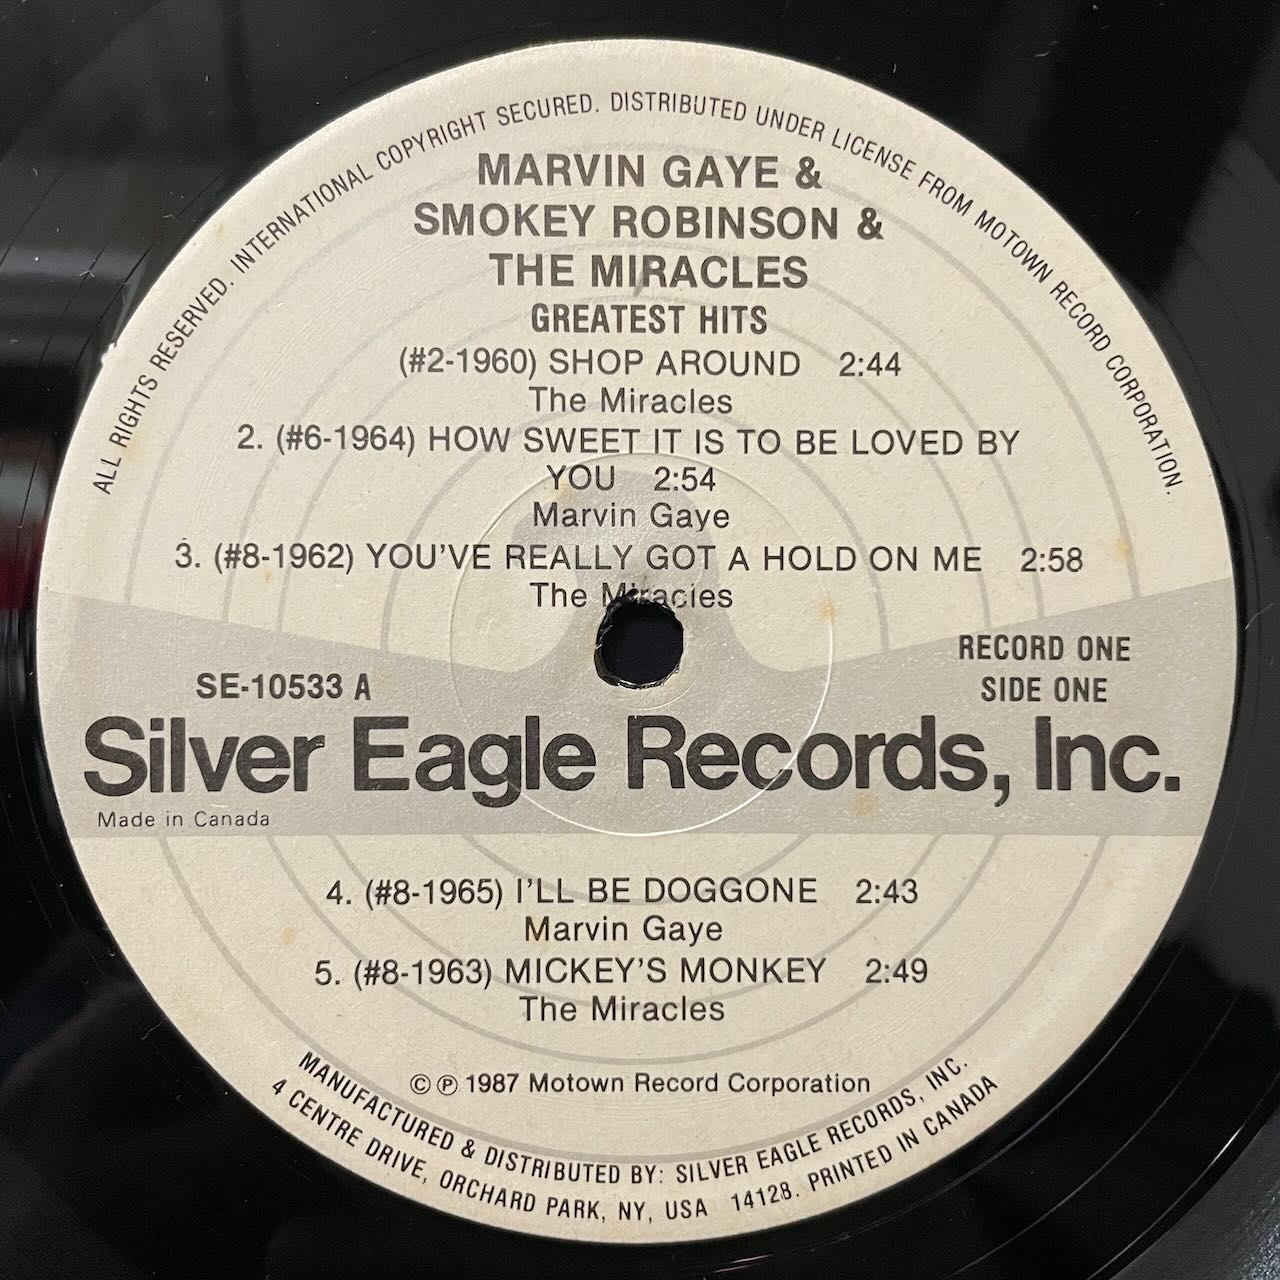 ALL RIGHTS RESERVED. INTERNATIONAL COPYRIGHT SECURED. DISTRIBUTED UNDER LICENSE FROM MOTOWN RECORD CORPORATION.
MARVIN GAYE &
SMOKEY ROBINSON &
THE MIRACLES
GREATEST HITS
(#2-1960) SHOP AROUND 2:44
The Miracles
2. (#6-1964) HOW SWEET IT IS TO BE LOVED BY
YOU 2:54
Marvin Gaye
3. (#8-1962) YOU'VE REALLY GOT A HOLD ON ME 2:58
The Miracles
RECORD ONE
SE-10533 A
SIDE ONE
Silver Eagle Records, Inc.
Made in Canada
4. (#8-1965) I'LL BE DOGGONE 2:43
Marvin Gaye
5. (#8-1963) MICKEY'S MONKEY 2:49
The Miracles
© ℗ 1987 Motown Record Corporation
MANUFACTURED & DISTRIBUTED BY: SILVER EAGLE RECORDS, INC.
4 CENTRE DRIVE, ORCHARD PARK, NY, USA 14128. PRINTED IN CANADA